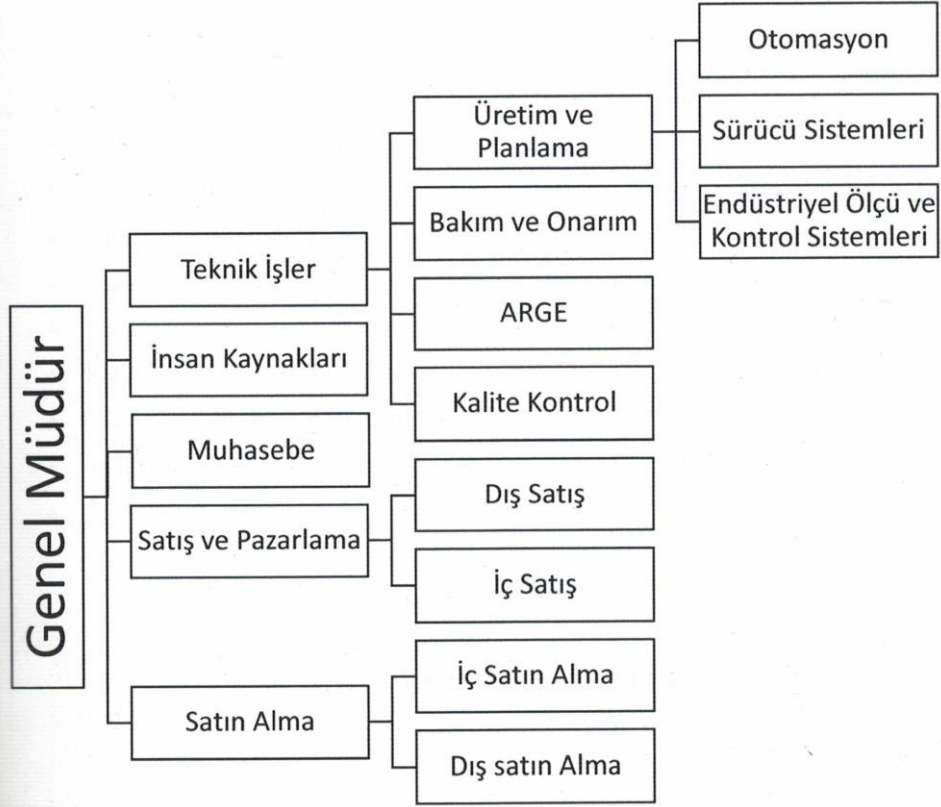 Genel Müdür
Teknik İşler
Üretim ve
Planlama
Otomasyon
Sürücü Sistemleri
Endüstriyel Ölçü ve
Kontrol Sistemleri
Bakım ve Onarım
ARGE
Kalite Kontrol
İnsan Kaynakları
Muhasebe
Satış ve Pazarlama
Dış Satış
İç Satış
Satın Alma
İç Satın Alma
Dış satın Alma